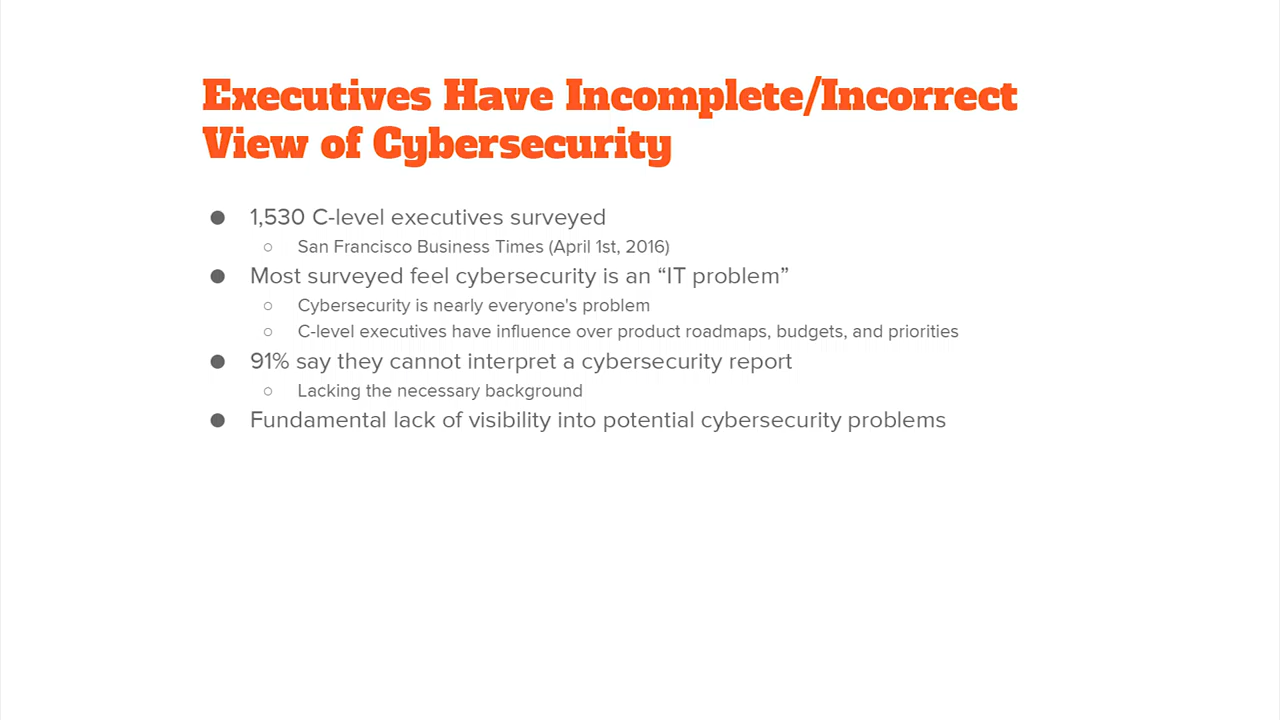 Executives Have Incomplete/Incorrect
View of Cybersecurity
● 1,530 C-level executives surveyed
○ San Francisco Business Times (April 1st, 2016)
● Most surveyed feel cybersecurity is an “IT problem”
○ Cybersecurity is nearly everyone's problem
○ C-level executives have influence over product roadmaps, budgets, and priorities
● 91% say they cannot interpret a cybersecurity report
○ Lacking the necessary background
● Fundamental lack of visibility into potential cybersecurity problems